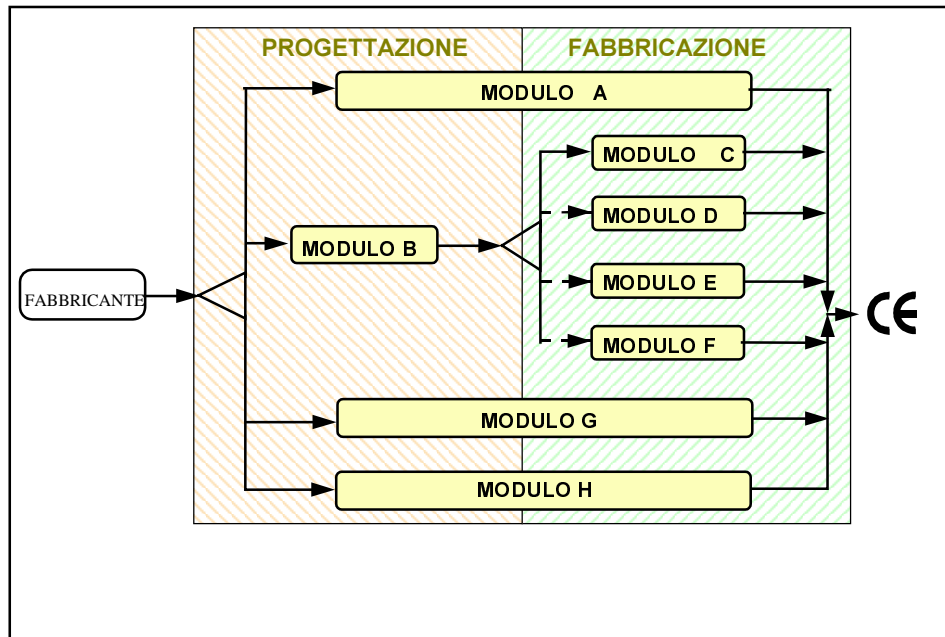 PROGETTAZIONE
FABBRICAZIONE
MODULO A
MODULO C
MODULO D
MODULO B
MODULO E
FABBRICANTE
CE
MODULO F
MODULO G
MODULO H